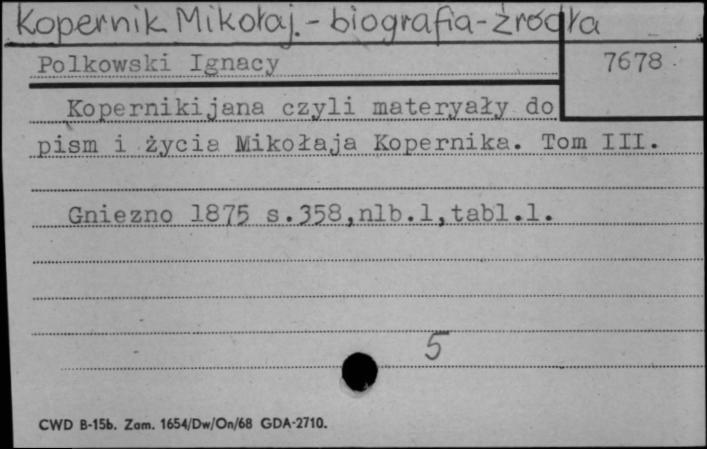 Kopernik Mikołaj. - biografia - źródła
Polkowski Ignacy
7678
Kopernikijana czyli materyały do
pism i życia Mikołaja Kopernika. Tom III.
Gniezno 1875 s.358,nlb.1,tabl.1.
5
CWD B-15b. Zam. 1654/Dw/On/68 GDA-2710.